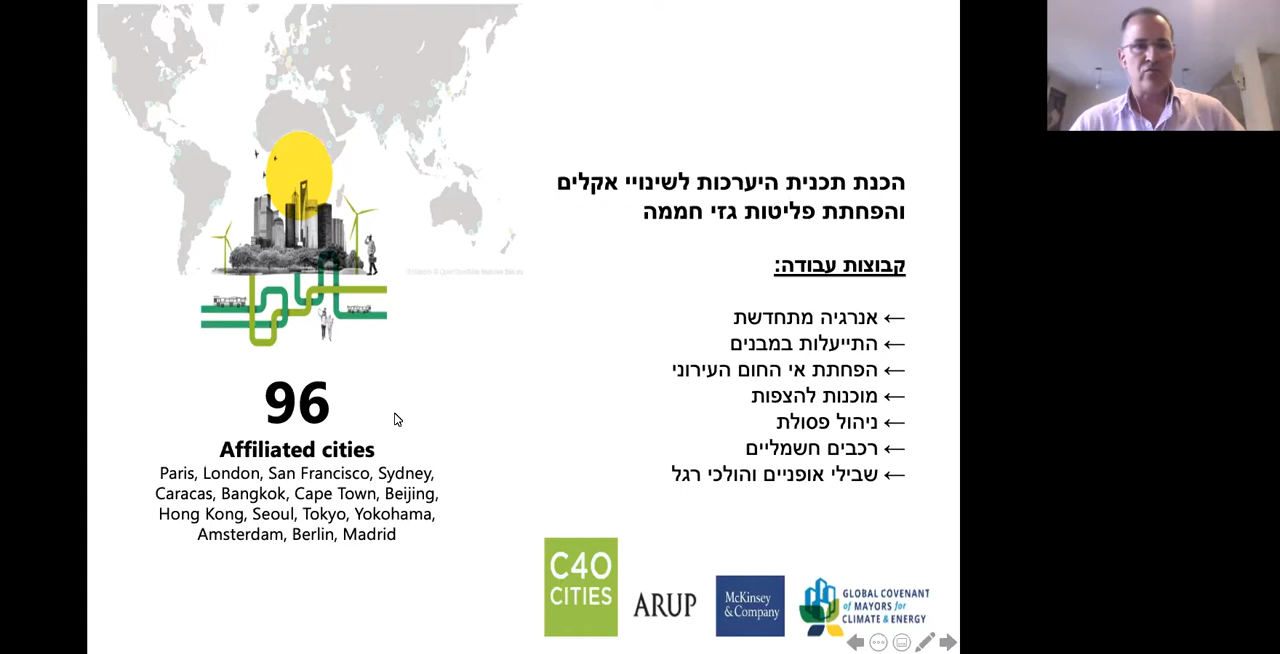 הכנת תכנית היערכות לשינויי אקלים
והפחתת פליטות גזי חממה
קבוצות עבודה:
← אנרגיה מתחדשת
← התייעלות במבנים
← הפחתת אי החום העירוני
← מוכנות להצפות
← ניהול פסולת
← רכבים חשמליים
← שבילי אופניים והולכי רגל
96
Affiliated cities
Paris, London, San Francisco, Sydney,
Caracas, Bangkok, Cape Town, Beijing,
Hong Kong, Seoul, Tokyo, Yokohama,
Amsterdam, Berlin, Madrid
C40
CITIES
ARUP
McKinsey
& Company
GLOBAL COVENANT
of MAYORS for
CLIMATE & ENERGY